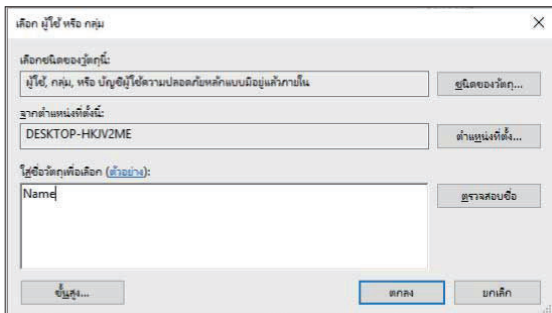 เลือก ผู้ใช้ หรือ กลุ่ม
เลือกชนิดของวัตถุนี้:
ผู้ใช้, กลุ่ม, หรือ บัญชีผู้ใช้ความปลอดภัยหลักแบบมีอยู่แล้วภายใน
ชนิดของวัตถุ...
จากตำแหน่งที่ตั้งนี้:
DESKTOP-HKJV2ME
ตำแหน่งที่ตั้ง...
ใส่ชื่อวัตถุเพื่อเลือก (ตัวอย่าง):
Name
ตรวจสอบชื่อ
ขั้นสูง...
ตกลง
ยกเลิก